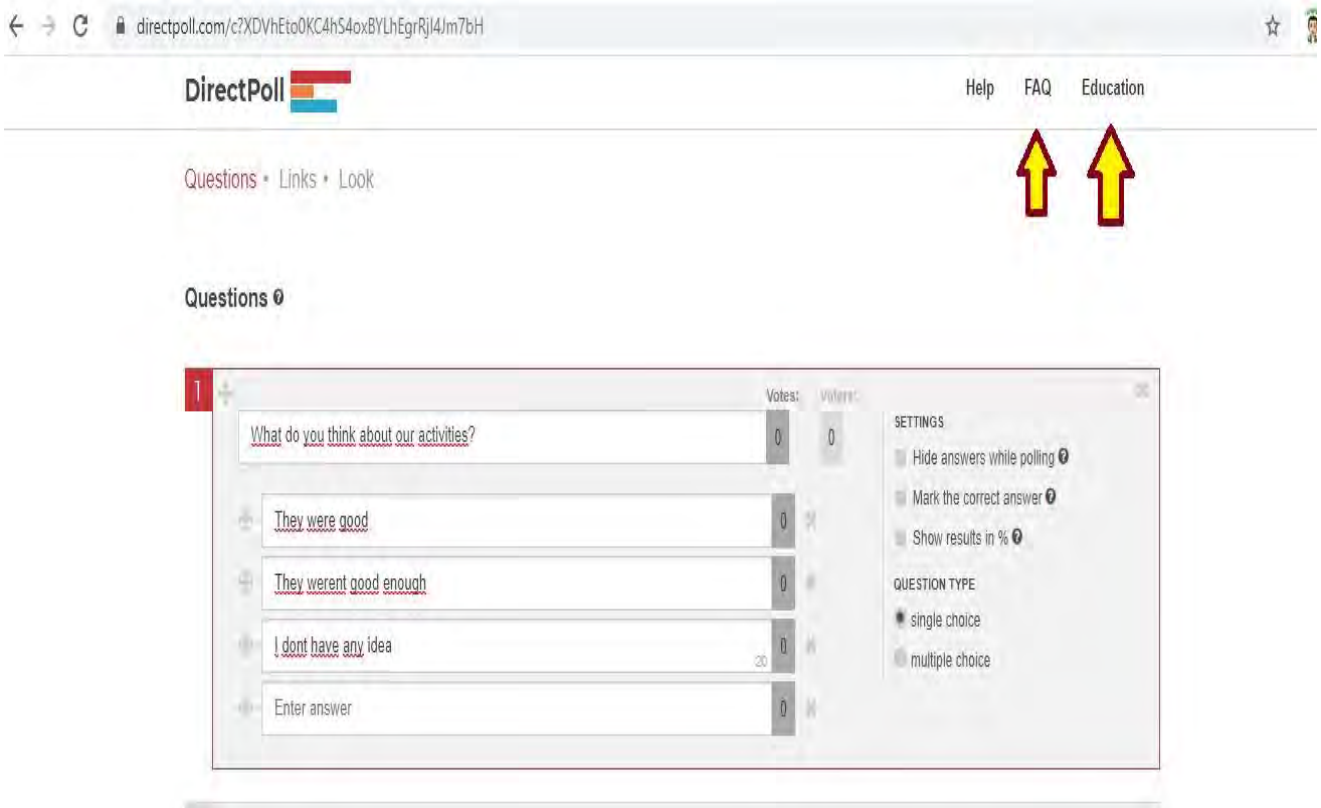 directpoll.com/c?XDVhEto0KC4hS4oxBYLhEgrRjl4Jm7bH
DirectPoll
Help FAQ Education
Questions • Links • Look
Questions
1
Votes: Voters:
What do you think about our activities? 0 0
They were good 0
They werent good enough 0
I dont have any idea 20 0
Enter answer 0
SETTINGS
Hide answers while polling
Mark the correct answer
Show results in %
QUESTION TYPE
single choice
multiple choice